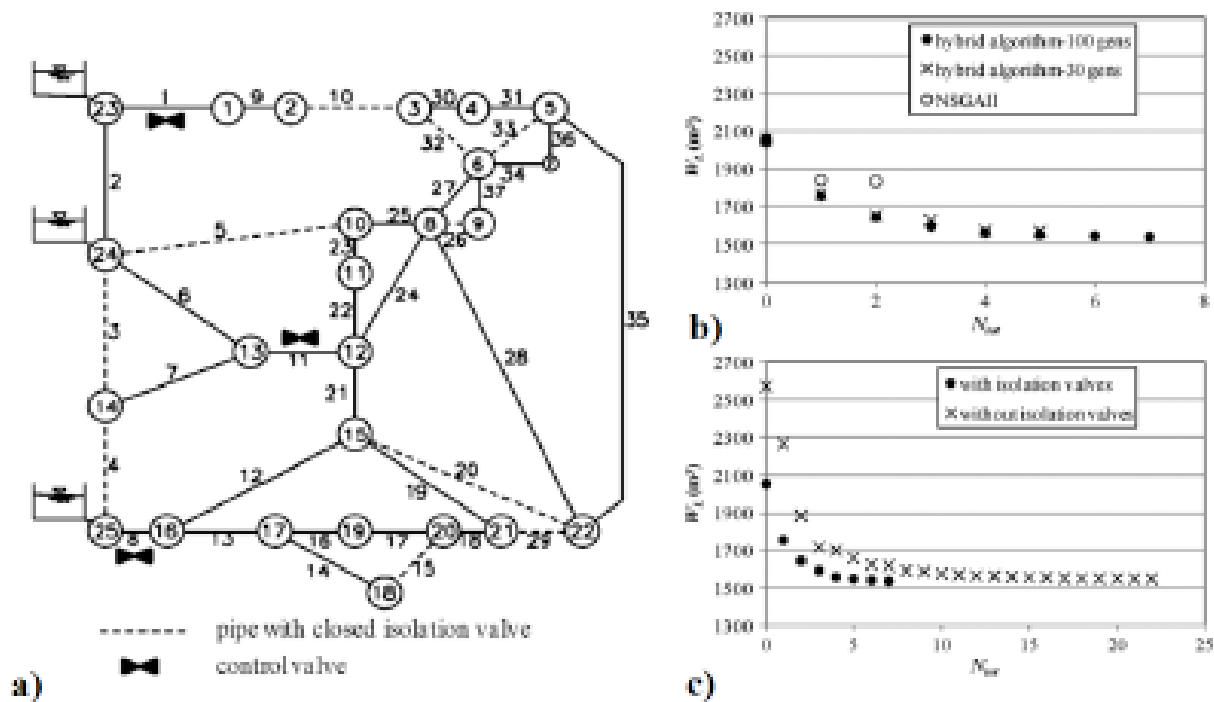 23 1 1 9 2 10 3 30 4 31 5
32 33 36
6 34
2 27 37
5 10 25 8 26 9
24 23
11
6 22 24
3 13 11 12 28 35
7
14 21
15
4 12 19 20
25 8 16 13 17 16 19 17 20 18 21 29 22
14 15
18
pipe with closed isolation valve
control valve
a)
2700
2500
2300
2100
1900
1700
1500
1300
0 2 4 6 8
hybrid algorithm-100 gens
hybrid algorithm-30 gens
NSGAII
b)
2700
2500
2300
2100
1900
1700
1500
1300
0 5 10 15 20 25
with isolation valves
without isolation valves
c)